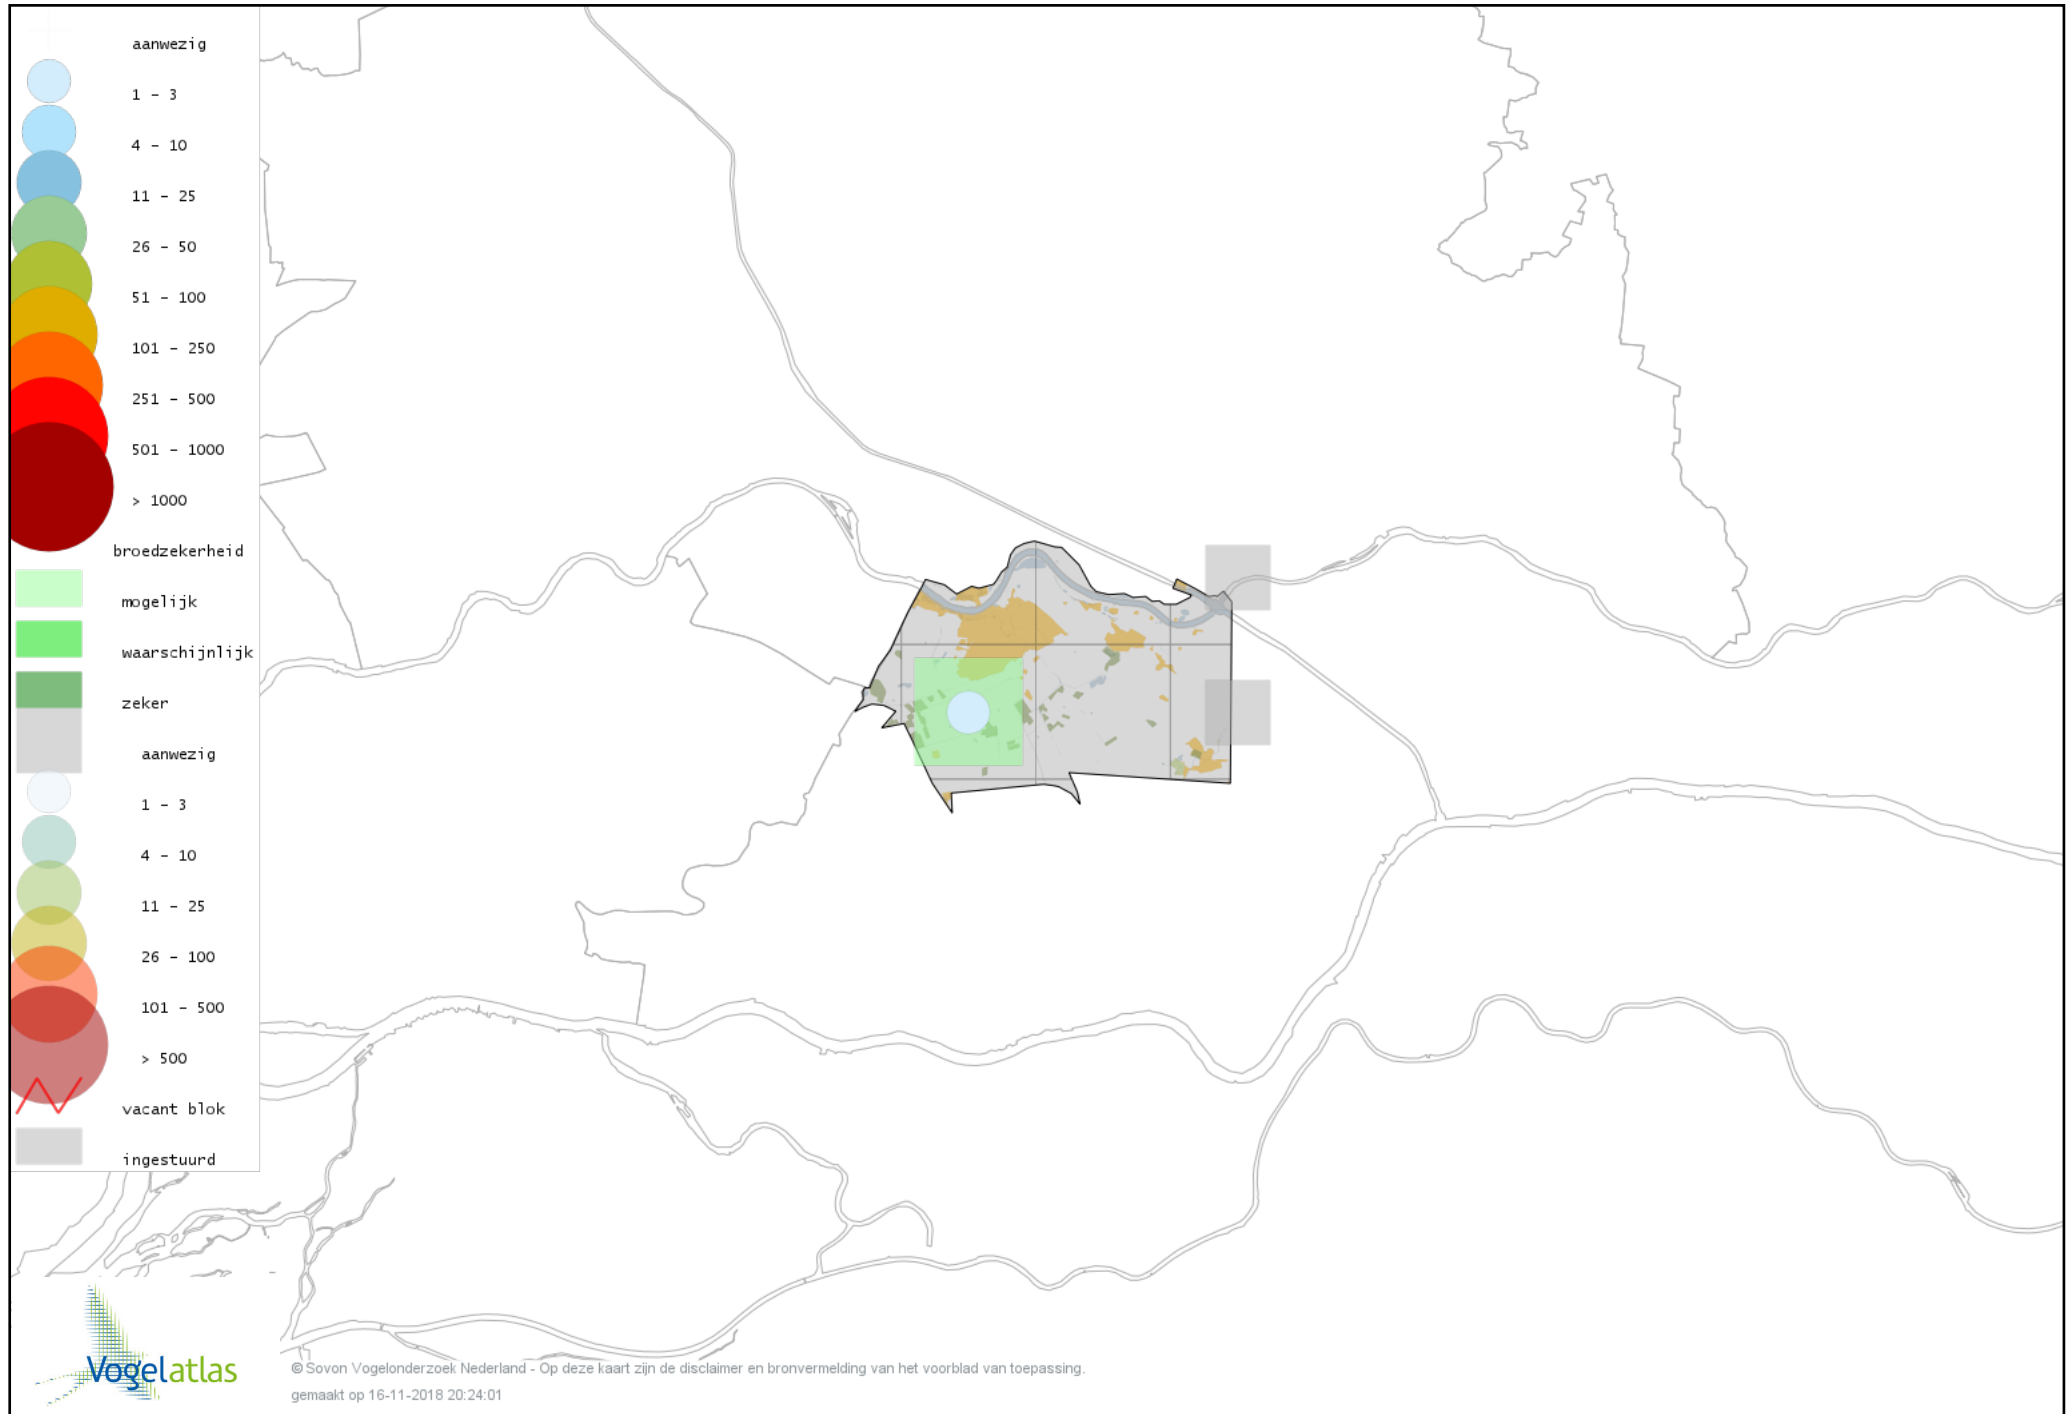 aanwezig
1 - 3
4 - 10
11 - 25
26 - 50
51 - 100
101 - 250
251 - 500
501 - 1000
> 1000
broedzekerheid
mogelijk
waarschijnlijk
zeker
aanwezig
1 - 3
4 - 10
11 - 25
26 - 100
101 - 500
> 500
vacant blok
ingestuurd
Vogelatlas
© Sovon Vogelonderzoek Nederland - Op deze kaart zijn de disclaimer en bronvermelding van het voorblad van toepassing.
gemaakt op 16-11-2018 20:24:01